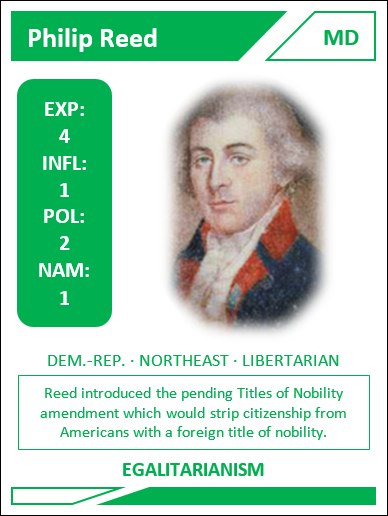 Philip Reed
MD
EXP:
4
INFL:
1
POL:
2
NAM:
1
DEM.-REP. · NORTHEAST · LIBERTARIAN
Reed introduced the pending Titles of Nobility
amendment which would strip citizenship from
Americans with a foreign title of nobility.
EGALITARIANISM